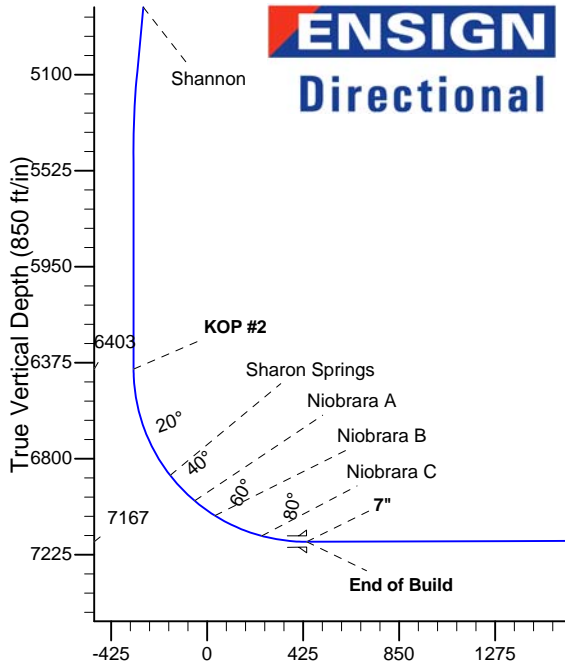 ENSIGN
Directional
True Vertical Depth (850 ft/in)
5100
5525
5950
6375
6800
7225
Shannon
6403
KOP #2
Sharon Springs
Niobrara A
20°
Niobrara B
40°
Niobrara C
60°
80°
7"
7167
End of Build
-425
0
425
850
1275